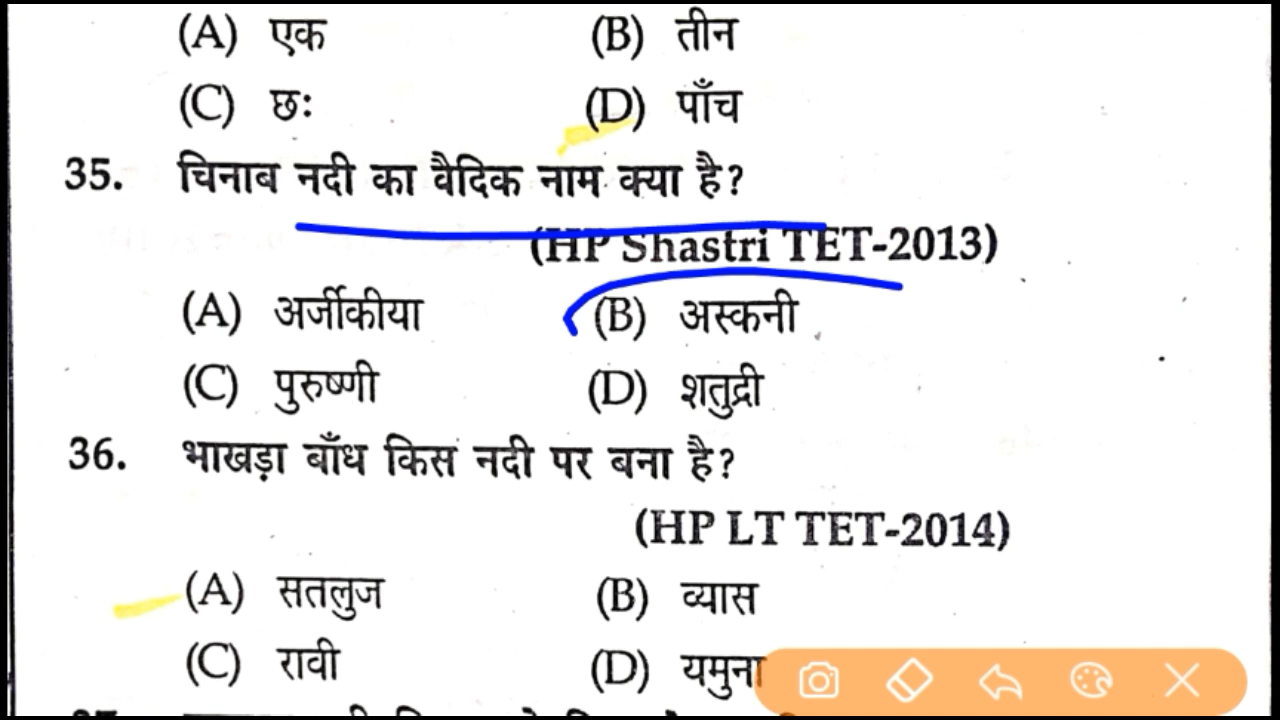 (A) एक (B) तीन
(C) छः (D) पाँच
35. चिनाब नदी का वैदिक नाम क्या है?
(HP Shastri TET-2013)
(A) अर्जीकीया (B) अस्कनी
(C) पुरुष्णी (D) शतुद्री
36. भाखड़ा बाँध किस नदी पर बना है?
(HP LT TET-2014)
(A) सतलुज (B) व्यास
(C) रावी (D) यमुना